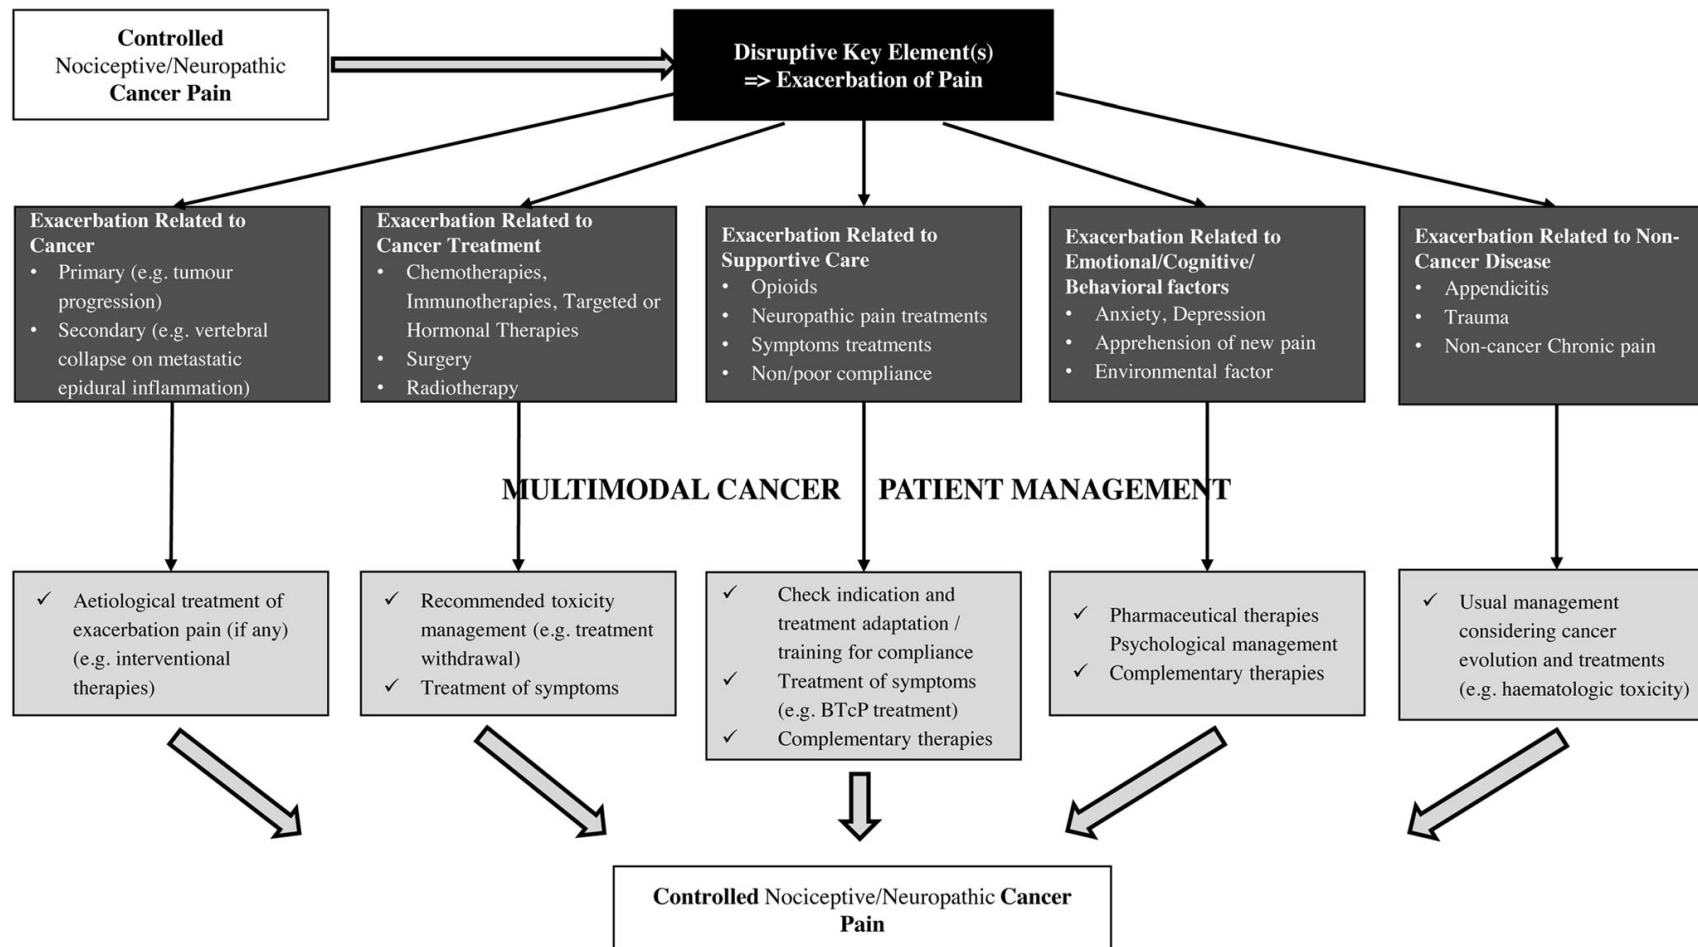 Controlled
Nociceptive/Neuropathic
Cancer Pain
Disruptive Key Element(s)
=> Exacerbation of Pain
Exacerbation Related to
Cancer
• Primary (e.g. tumour
progression)
• Secondary (e.g. vertebral
collapse on metastatic
epidural inflammation)
Exacerbation Related to
Cancer Treatment
• Chemotherapies,
Immunotherapies, Targeted or
Hormonal Therapies
• Surgery
• Radiotherapy
Exacerbation Related to
Supportive Care
• Opioids
• Neuropathic pain treatments
• Symptoms treatments
• Non/poor compliance
Exacerbation Related to
Emotional/Cognitive/
Behavioral factors
• Anxiety, Depression
• Apprehension of new pain
• Environmental factor
Exacerbation Related to Non-
Cancer Disease
• Appendicitis
• Trauma
• Non-cancer Chronic pain
MULTIMODAL CANCER PATIENT MANAGEMENT
✓ Aetiological treatment of
exacerbation pain (if any)
(e.g. interventional
therapies)
✓ Recommended toxicity
management (e.g. treatment
withdrawal)
✓ Treatment of symptoms
✓ Check indication and
treatment adaptation /
training for compliance
✓ Treatment of symptoms
(e.g. BTcP treatment)
✓ Complementary therapies
✓ Pharmaceutical therapies
Psychological management
✓ Complementary therapies
✓ Usual management
considering cancer
evolution and treatments
(e.g. haematologic toxicity)
Controlled Nociceptive/Neuropathic Cancer
Pain